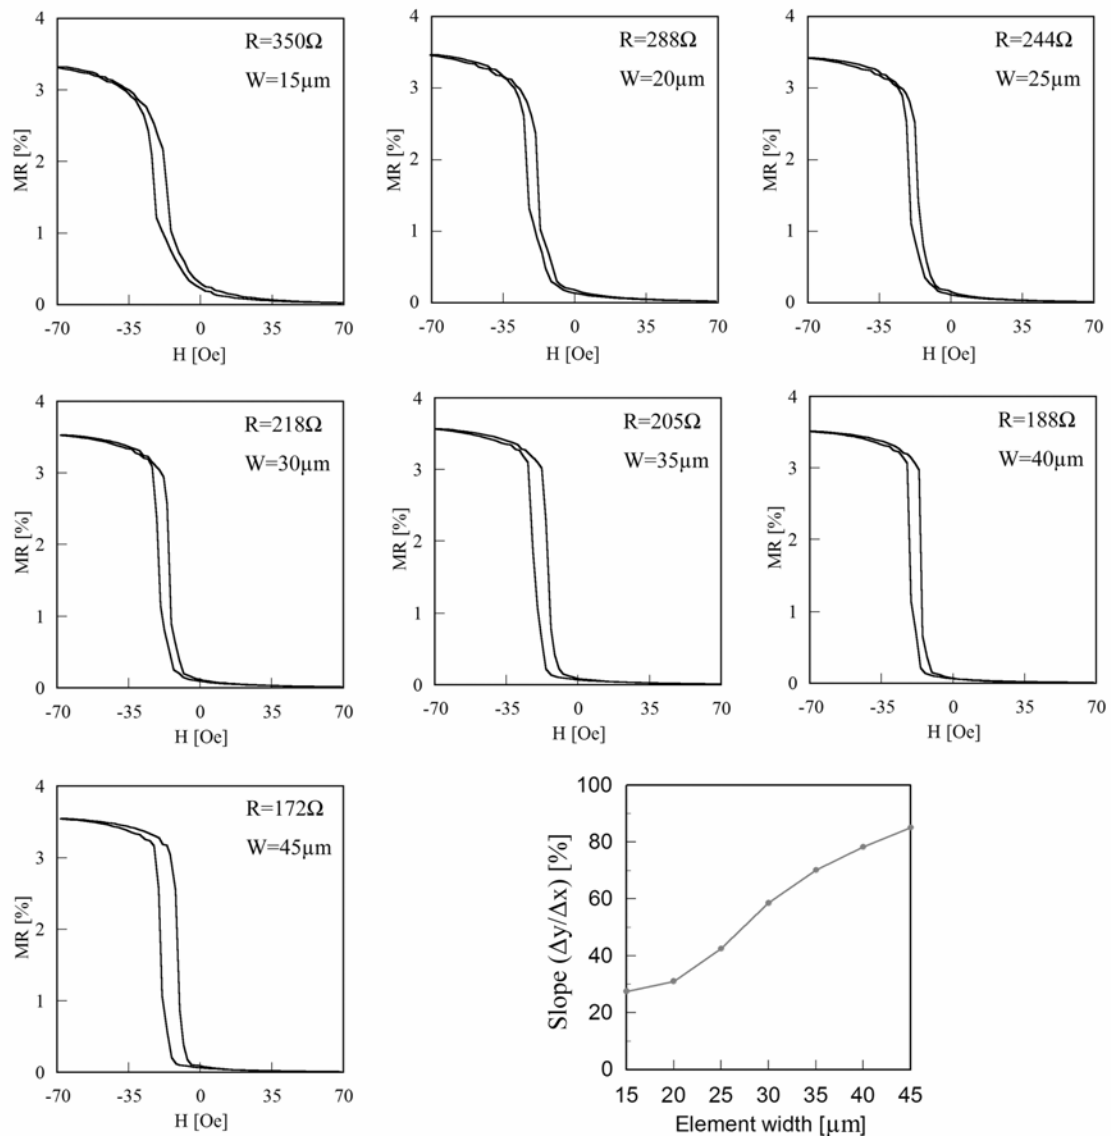 4
3
2
1
0
MR [%]
R=350Ω
W=15µm
-70 -35 0 35 70
H [Oe]
4
3
2
1
0
MR [%]
R=288Ω
W=20µm
-70 -35 0 35 70
H [Oe]
4
3
2
1
0
MR [%]
R=244Ω
W=25µm
-70 -35 0 35 70
H [Oe]
4
3
2
1
0
MR [%]
R=218Ω
W=30µm
-70 -35 0 35 70
H [Oe]
4
3
2
1
0
MR [%]
R=205Ω
W=35µm
-70 -35 0 35 70
H [Oe]
4
3
2
1
0
MR [%]
R=188Ω
W=40µm
-70 -35 0 35 70
H [Oe]
4
3
2
1
0
MR [%]
R=172Ω
W=45µm
-70 -35 0 35 70
H [Oe]
100
80
60
40
20
0
Slope (Δy/Δx) [%]
15 20 25 30 35 40 45
Element width [µm]